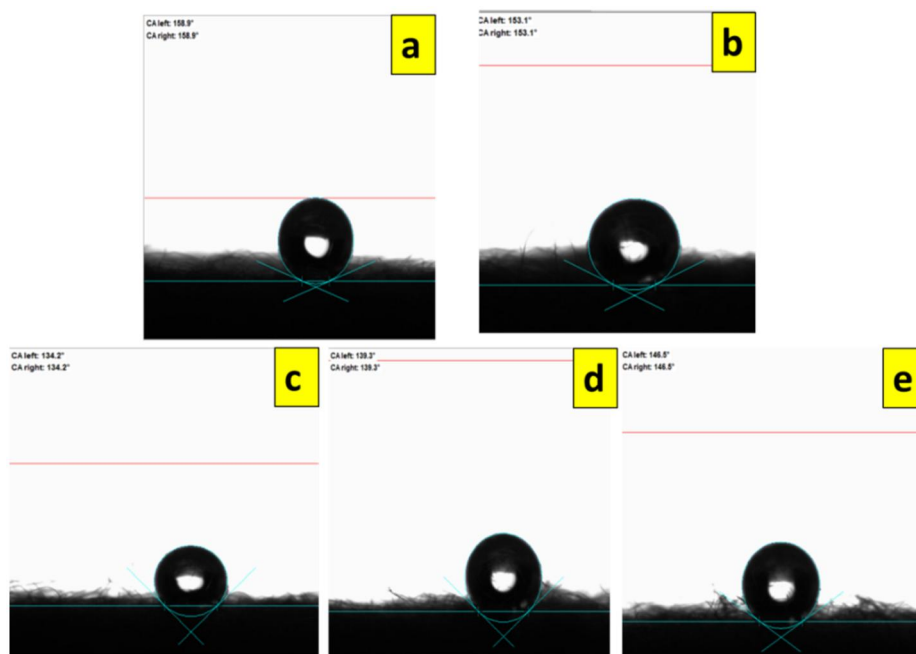 CA left: 158.9°
CA right: 158.9°
a
CA left: 153.1°
CA right: 153.1°
b
CA left: 134.2°
CA right: 134.2°
c
CA left: 139.3°
CA right: 139.3°
d
CA left: 146.5°
CA right: 146.5°
e